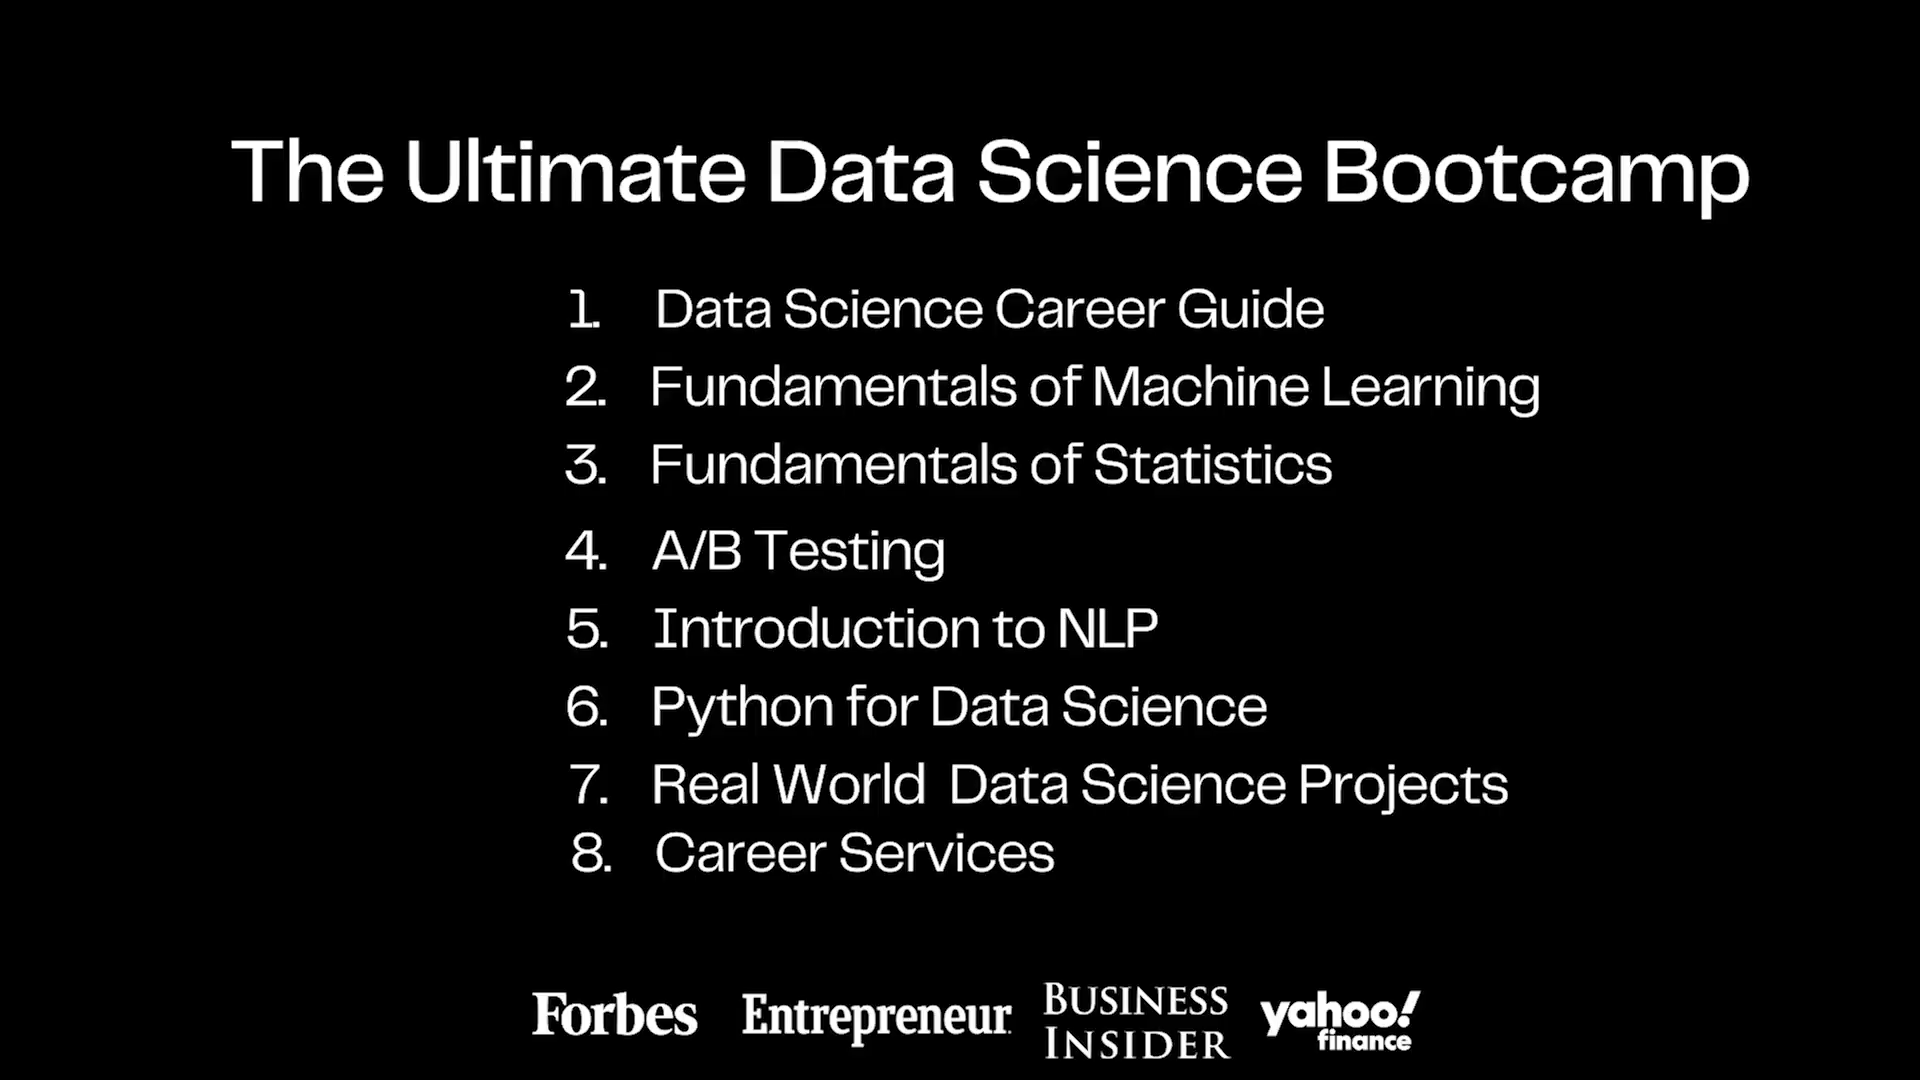 The Ultimate Data Science Bootcamp
1. Data Science Career Guide
2. Fundamentals of Machine Learning
3. Fundamentals of Statistics
4. A/B Testing
5. Introduction to NLP
6. Python for Data Science
7. Real World  Data Science Projects
8. Career Services
Forbes Entrepreneur. BUSINESS INSIDER yahoo! finance